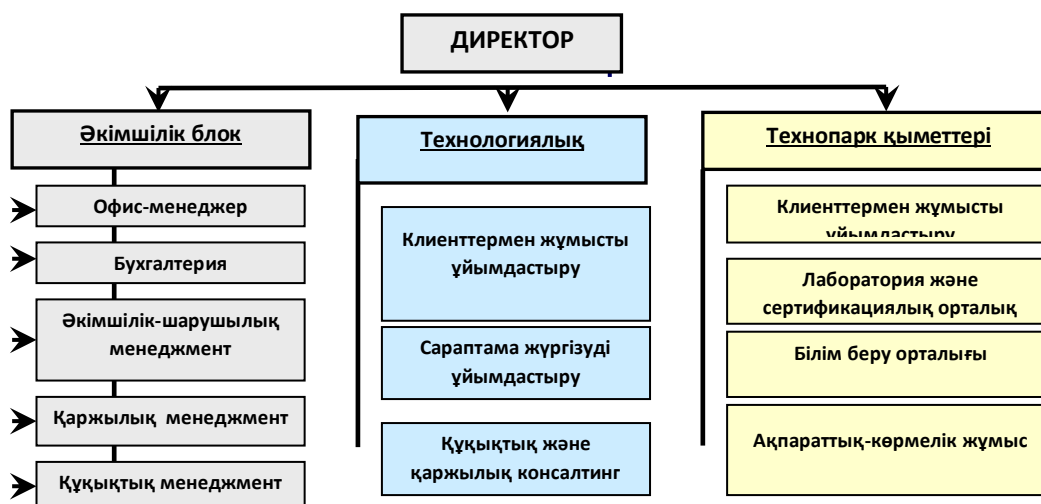 ДИРЕКТОР
Әкімшілік блок
Офис-менеджер
Бухгалтерия
Әкімшілік-шарушылық
менеджмент
Қаржылық менеджмент
Құқықтық менеджмент
Технологиялық
Клиенттермен жұмысты
ұйымдастыру
Сараптама жүргізуді
ұйымдастыру
Құқықтық және
қаржылық консалтинг
Технопарк қыметтері
Клиенттермен жұмысты
ұйымдастыру
Лаборатория және
сертификациялық орталық
Білім беру орталығы
Ақпараттық-көрмелік жұмыс